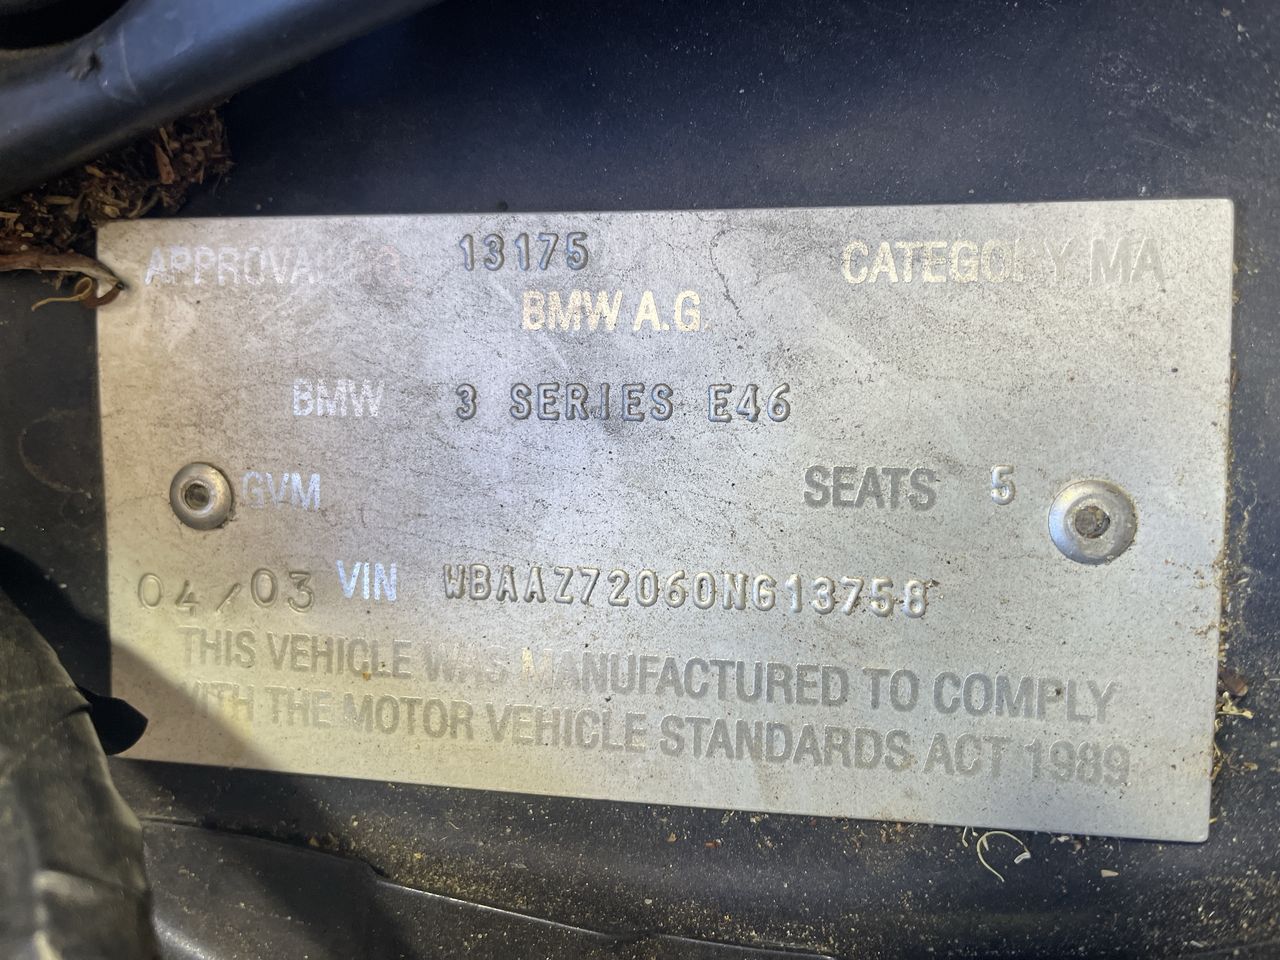 APPROVAL NO. 13175 CATEGORY MA
BMW A.G.
BMW 3 SERIES E46
GVM SEATS 5
04/03 VIN WBAAZ72060NG13758
THIS VEHICLE WAS MANUFACTURED TO COMPLY
WITH THE MOTOR VEHICLE STANDARDS ACT 1989